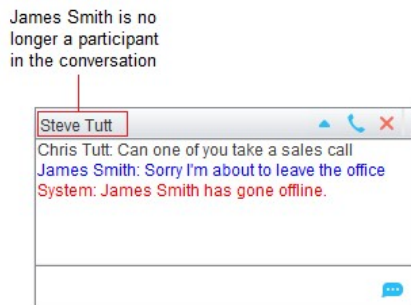 James Smith is no
longer a participant
in the conversation
Steve Tutt
Chris Tutt: Can one of you take a sales call
James Smith: Sorry I'm about to leave the office
System: James Smith has gone offline.